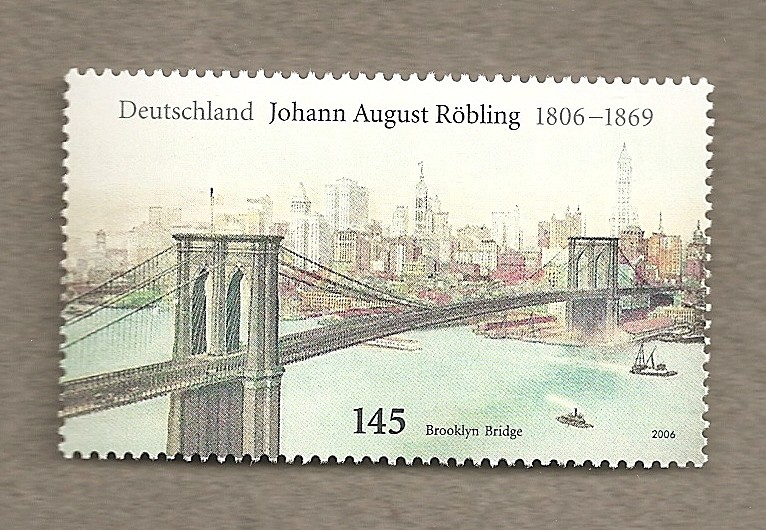 Deutschland Johann August Röbling 1806–1869
145 Brooklyn Bridge 2006